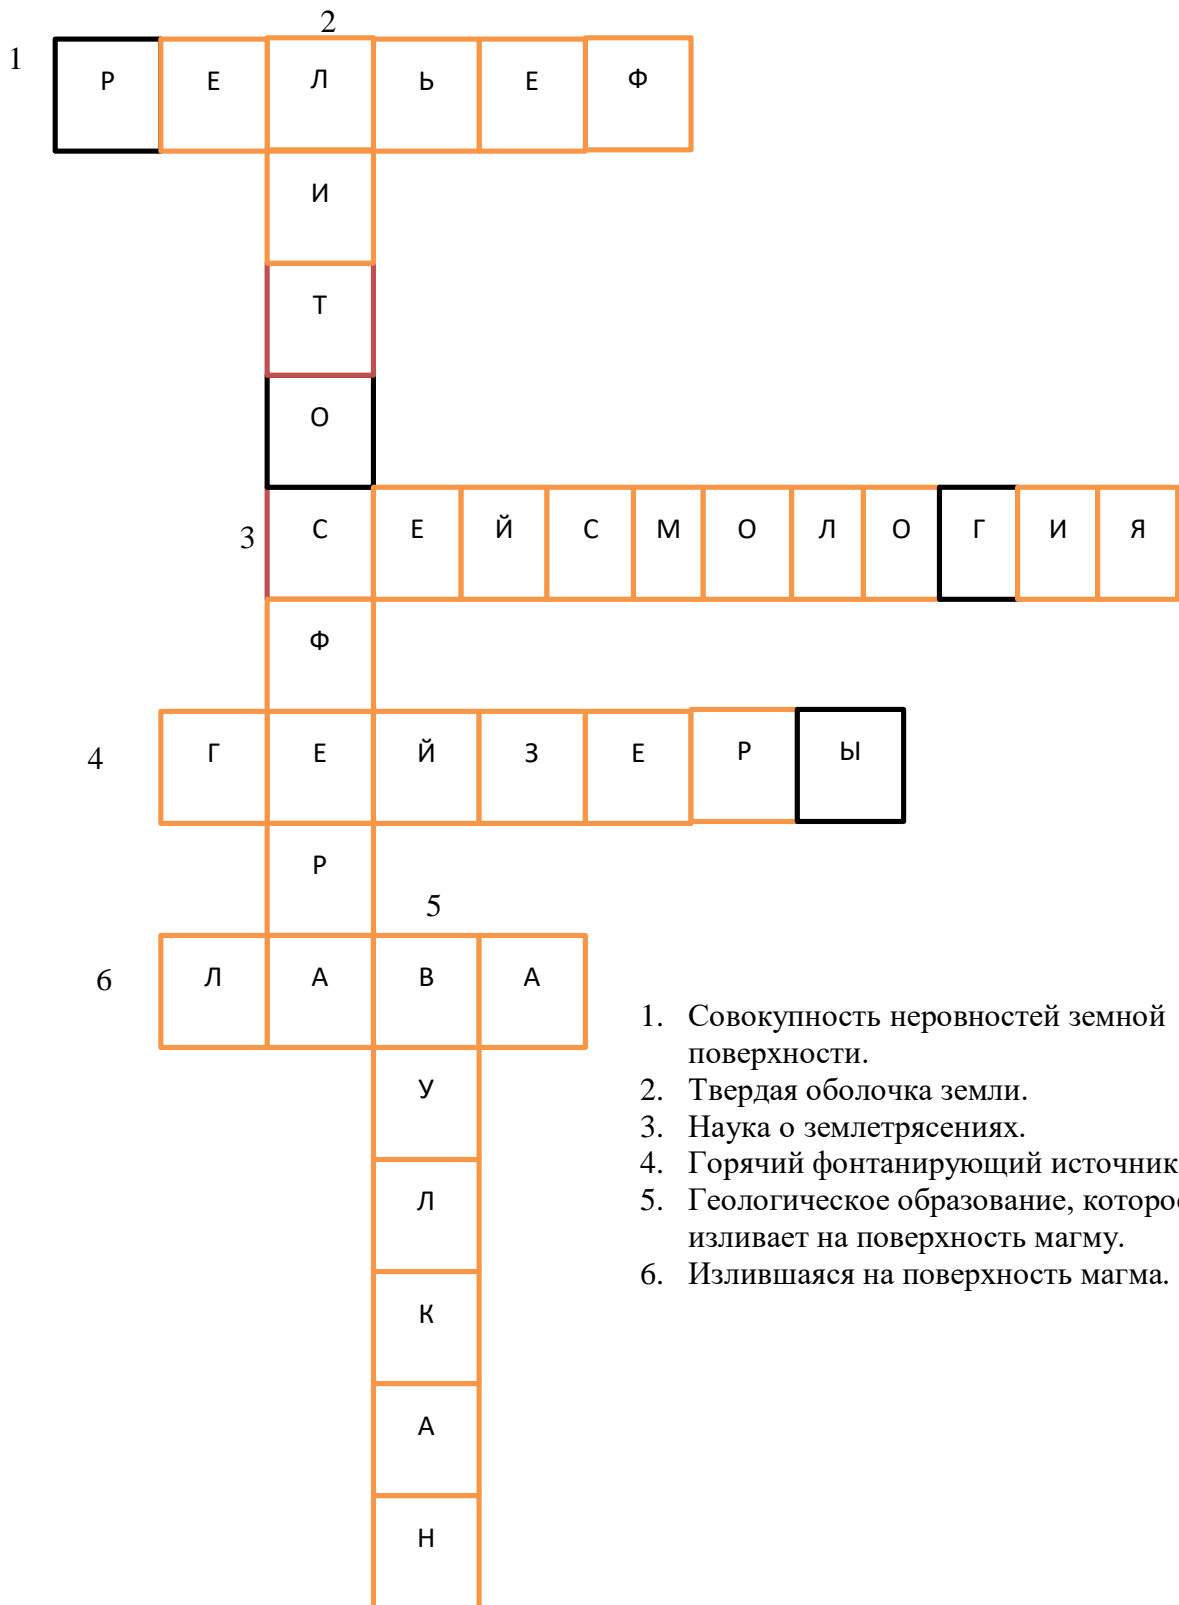 2
1 Р Е Л Ь Е Ф
И
Т
О
3 С Е Й С М О Л О Г И Я
Ф
4 Г Е Й З Е Р Ы
Р
5
6 Л А В А
У
Л
К
А
Н
1. Совокупность неровностей земной
поверхности.
2. Твердая оболочка земли.
3. Наука о землетрясениях.
4. Горячий фонтанирующий источник
5. Геологическое образование, которое
изливает на поверхность магму.
6. Излившаяся на поверхность магма.